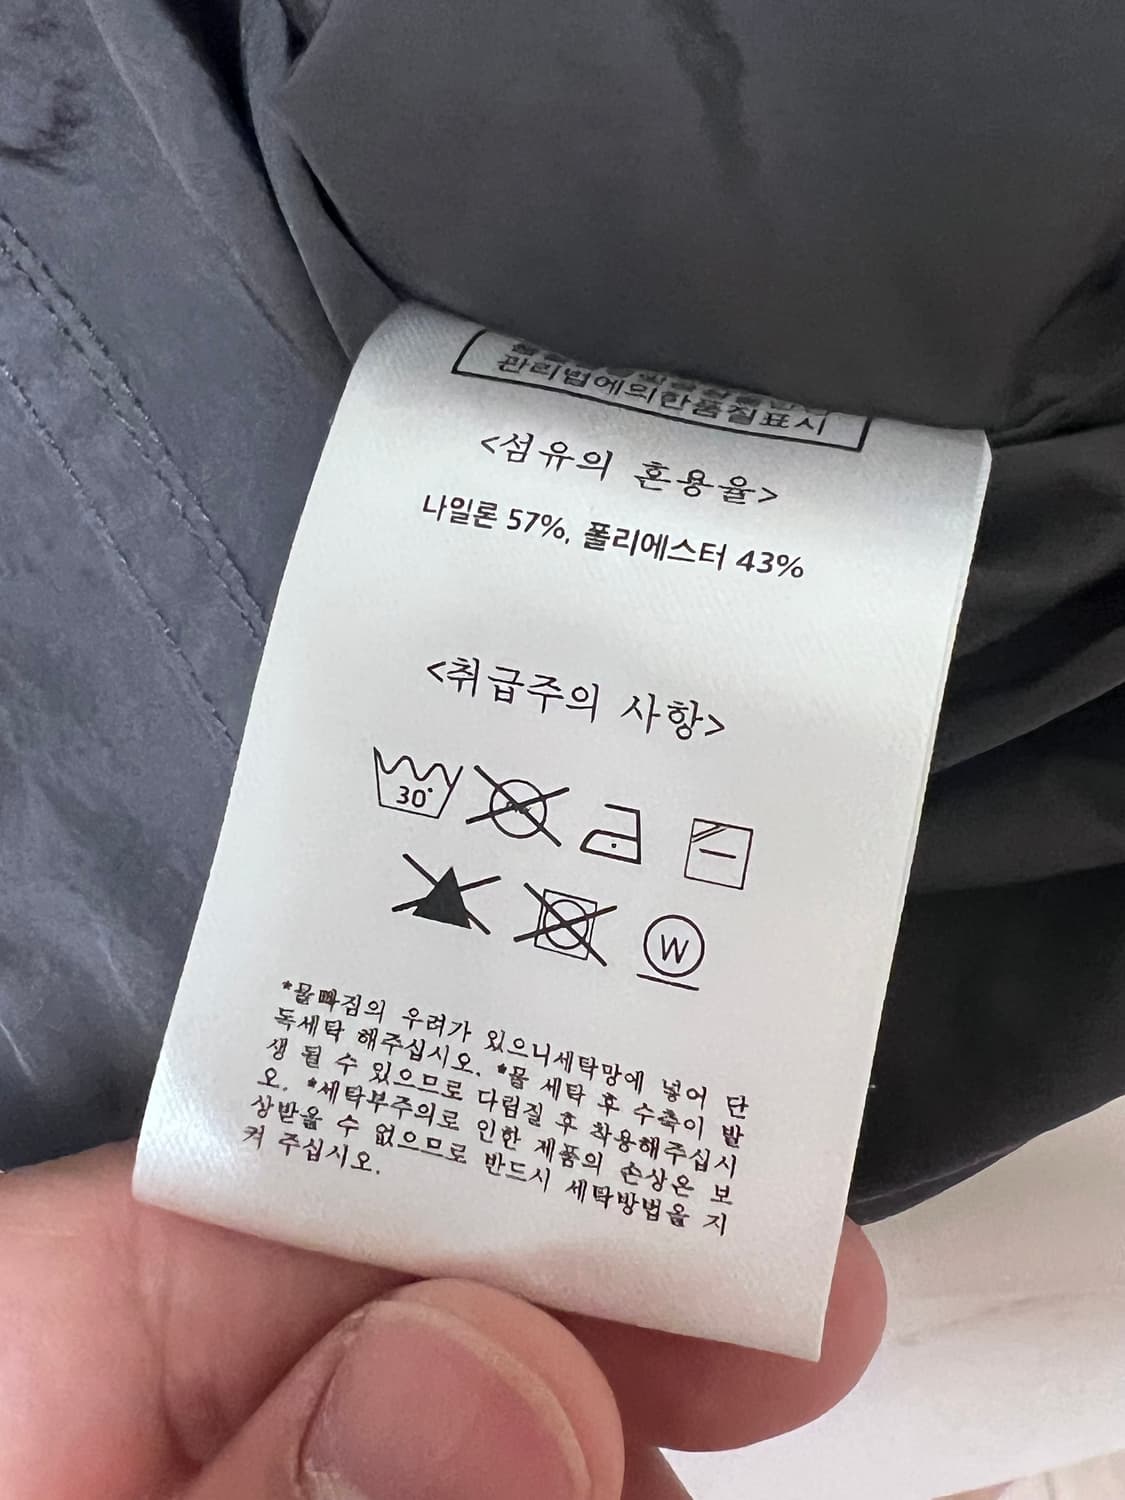 관리법에의한품질표시
<섬유의 혼용율>
나일론 57%, 폴리에스터 43%
<취급주의 사항>
30°
W
*물빠짐의 우려가 있으니세탁망에 넣어 단
독세탁 해주십시오. *물 세탁 후 수축이 발
생 될 수 있으므로 다림질 후 착용해주십시
오. *세탁부주의로 인한 제품의 손상은 보
상받을 수 없으므로 반드시 세탁방법을 지
켜 주십시오.